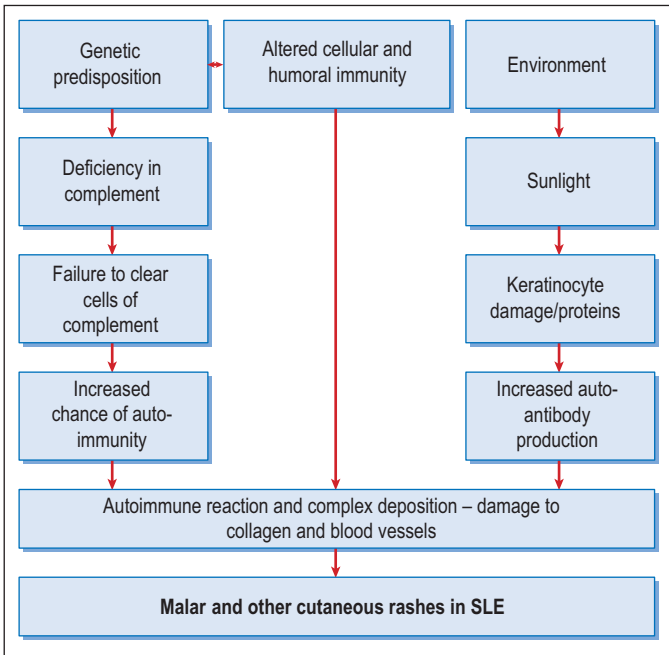 Genetic
predisposition
Altered cellular and
humoral immunity
Environment
Deficiency in
complement
Sunlight
Failure to clear
cells of
complement
Keratinocyte
damage/proteins
Increased
chance of auto-
immunity
Increased auto-
antibody
production
Autoimmune reaction and complex deposition – damage to
collagen and blood vessels
Malar and other cutaneous rashes in SLE